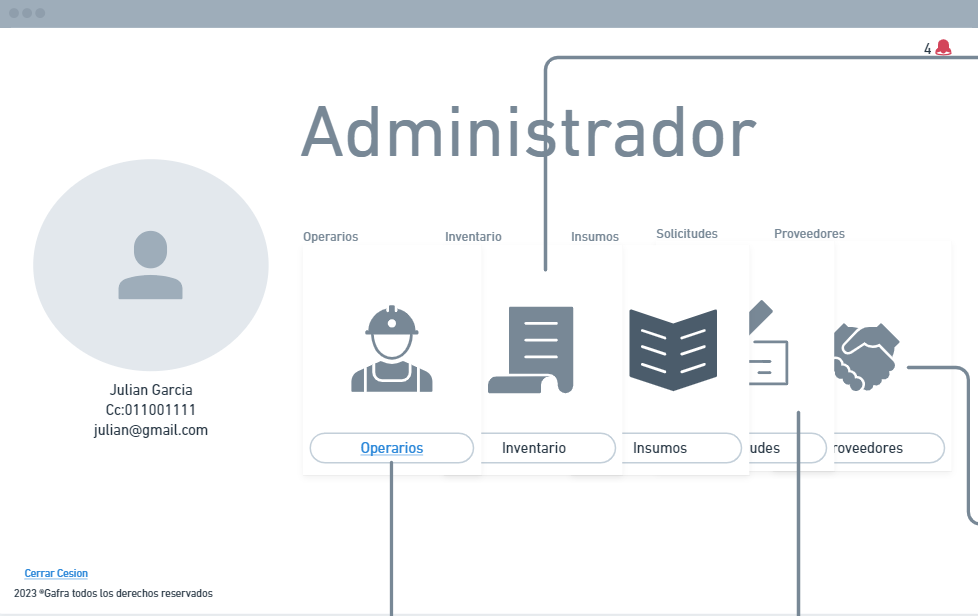 4
Administrador
Operarios
Inventario
Insumos
Solicitudes
Proveedores
Julian Garcia
Cc:011001111
julian@gmail.com
Operarios
Inventario
Insumos
udes
roveedores
Cerrar Cesion
2023 ®Gafra todos los derechos reservados